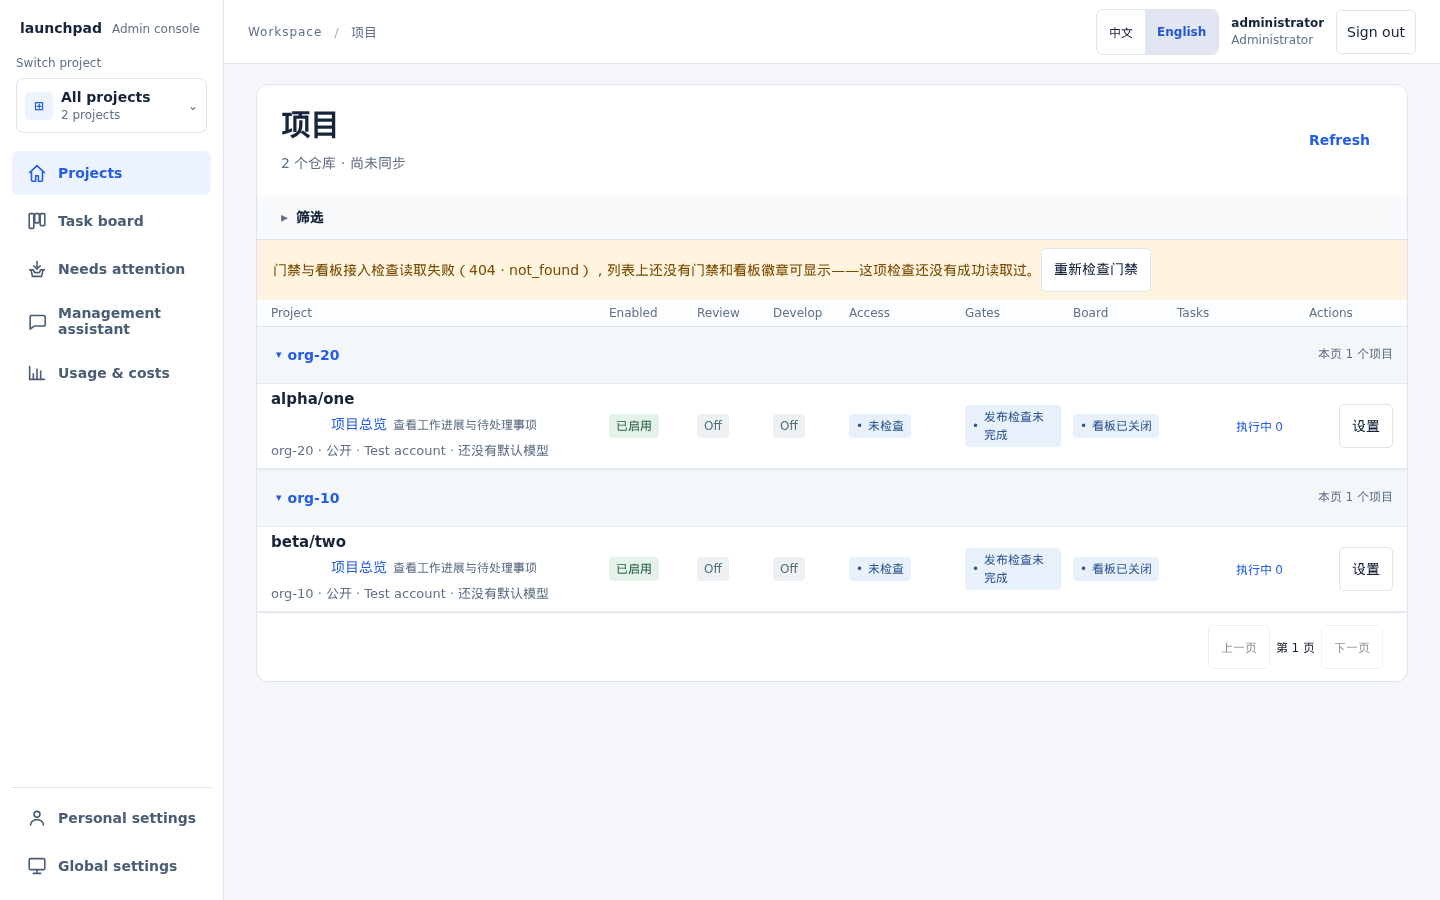 launchpad Admin console
Switch project
All projects
2 projects
Projects
Task board
Needs attention
Management
assistant
Usage & costs
Personal settings
Global settings
Workspace / 项目
中文 English
administrator
Administrator
Sign out
项目
2 个仓库 · 尚未同步
Refresh
▸ 筛选
门禁与看板接入检查读取失败（404 · not_found），列表上还没有门禁和看板徽章可显示——这项检查还没有成功读取过。 重新检查门禁
Project Enabled Review Develop Access Gates Board Tasks Actions
▾ org-20 本页 1 个项目
alpha/one
项目总览 查看工作进展与待处理事项
org-20 · 公开 · Test account · 还没有默认模型
已启用 Off Off • 未检查 • 发布检查未
完成
• 看板已关闭 执行中 0 设置
▾ org-10 本页 1 个项目
beta/two
项目总览 查看工作进展与待处理事项
org-10 · 公开 · Test account · 还没有默认模型
已启用 Off Off • 未检查 • 发布检查未
完成
• 看板已关闭 执行中 0 设置
上一页 第 1 页 下一页